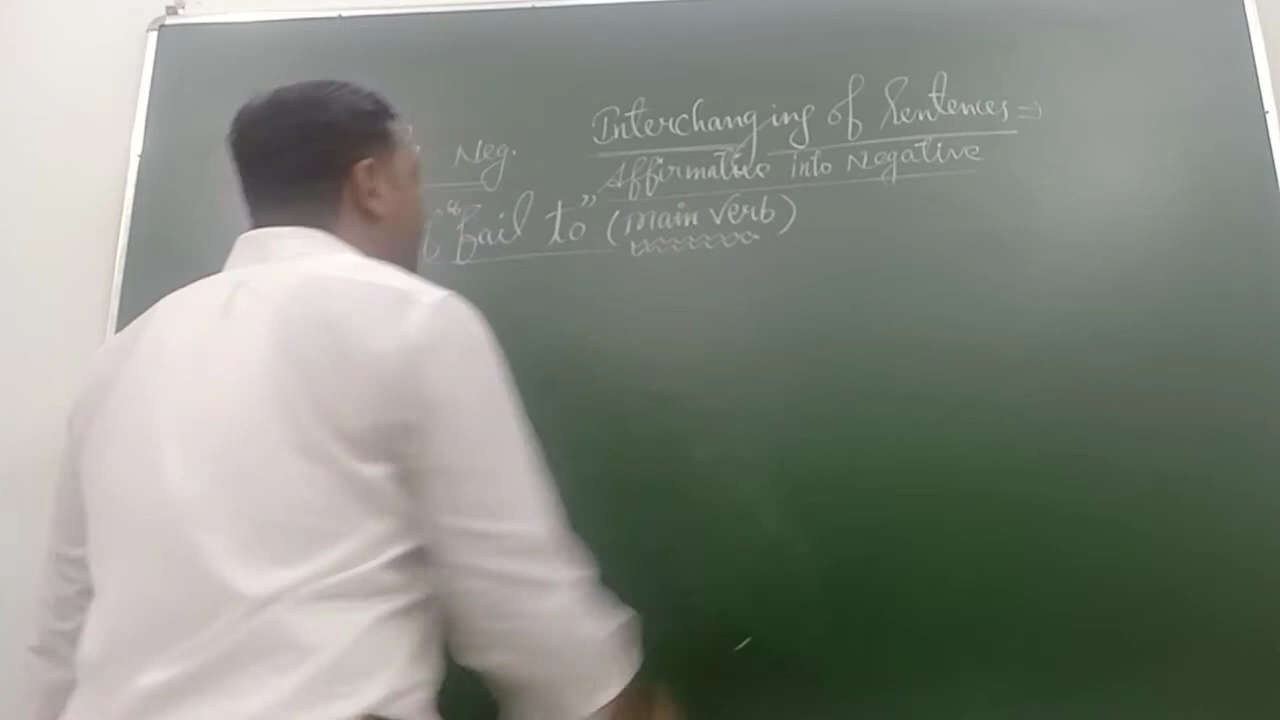 Interchanging of Sentences ⇒
Affirmative into Negative
Neg.
"Fail to" (main verb)